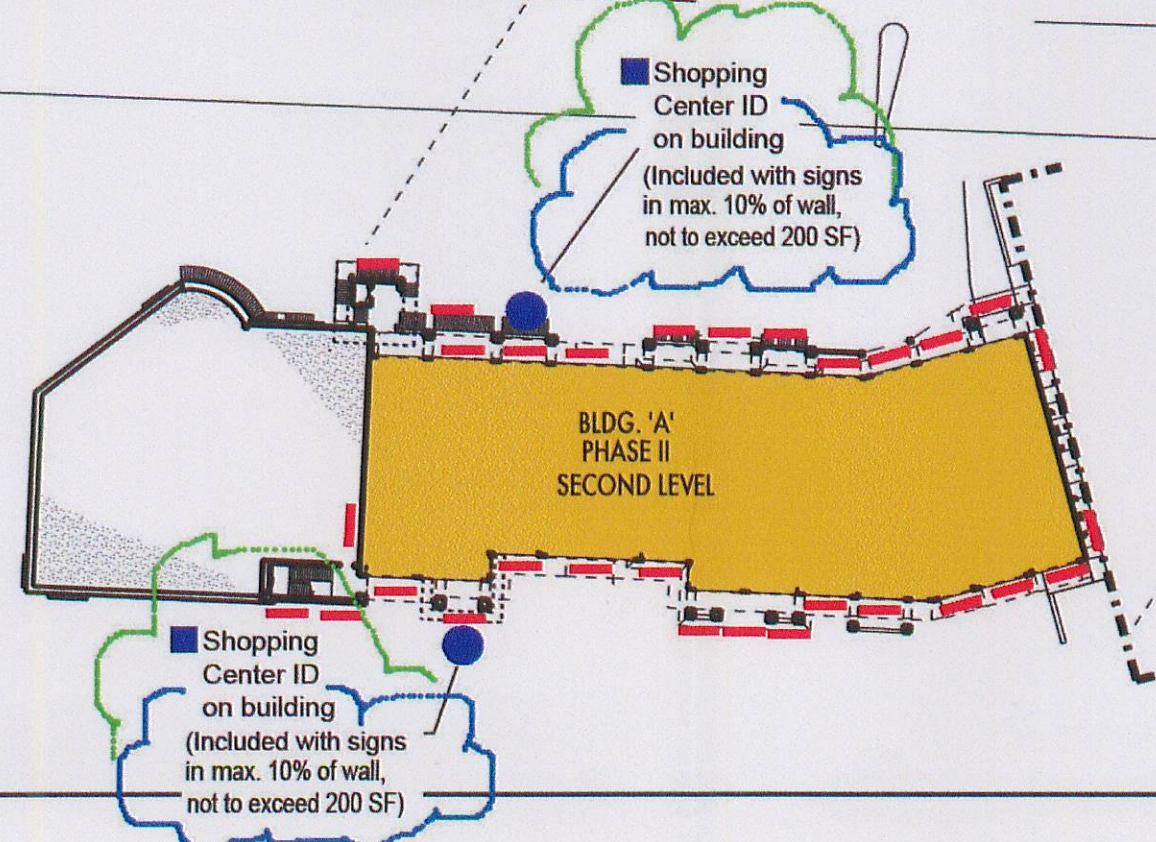 Shopping
Center ID
on building
(Included with signs
in max. 10% of wall,
not to exceed 200 SF)
BLDG. 'A'
PHASE II
SECOND LEVEL
Shopping
Center ID
on building
(Included with signs
in max. 10% of wall,
not to exceed 200 SF)